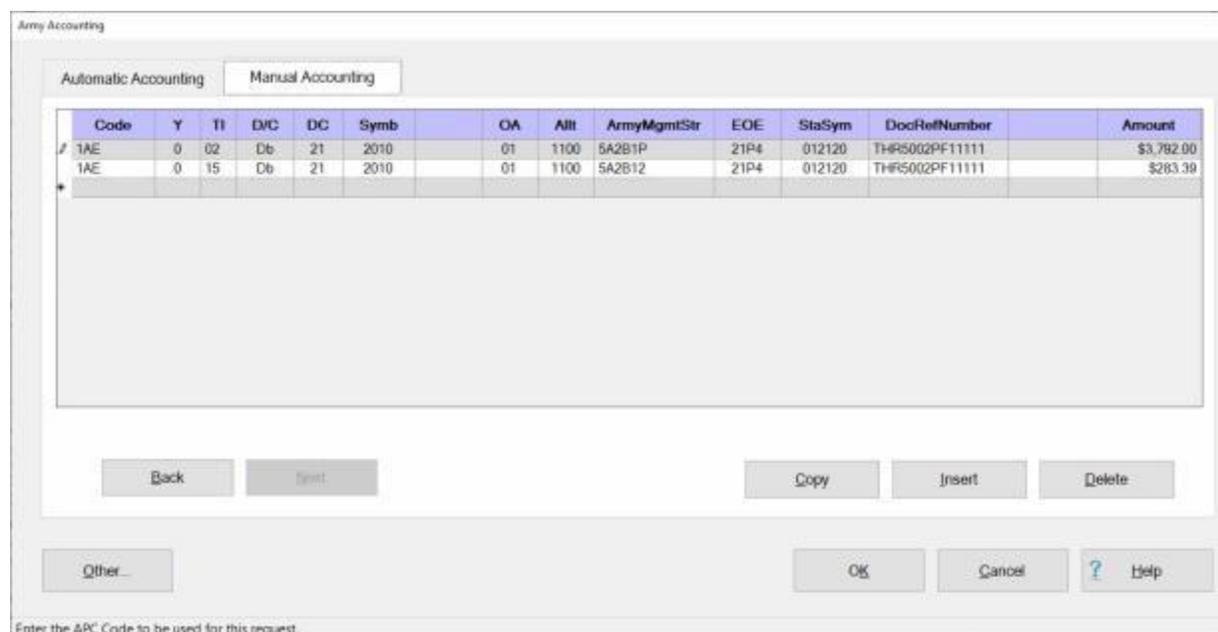 Army Accounting
Automatic Accounting Manual Accounting
Code Y TI D/C DC Symb OA Allt ArmyMgmtStr EOE StaSym DocRefNumber Amount
1AE 0 02 Db 21 2010 01 1100 5A2B1P 21P4 012120 THR5002PF11111 $3,792.00
1AE 0 15 Db 21 2010 01 1100 5A2B12 21P4 012120 THR5002PF11111 $283.39
Back Copy Insert Delete
Other... OK Cancel ? Help
Enter the APC Code to be used for this request.